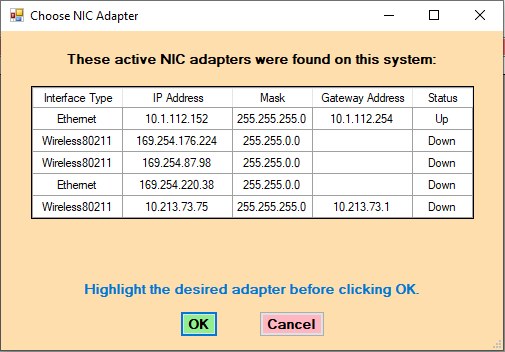 Choose NIC Adapter
These active NIC adapters were found on this system:
Interface Type IP Address Mask Gateway Address Status
Ethernet 10.1.112.152 255.255.255.0 10.1.112.254 Up
Wireless80211 169.254.176.224 255.255.0.0 Down
Wireless80211 169.254.87.98 255.255.0.0 Down
Ethernet 169.254.220.38 255.255.0.0 Down
Wireless80211 10.213.73.75 255.255.255.0 10.213.73.1 Down
Highlight the desired adapter before clicking OK.
OK Cancel